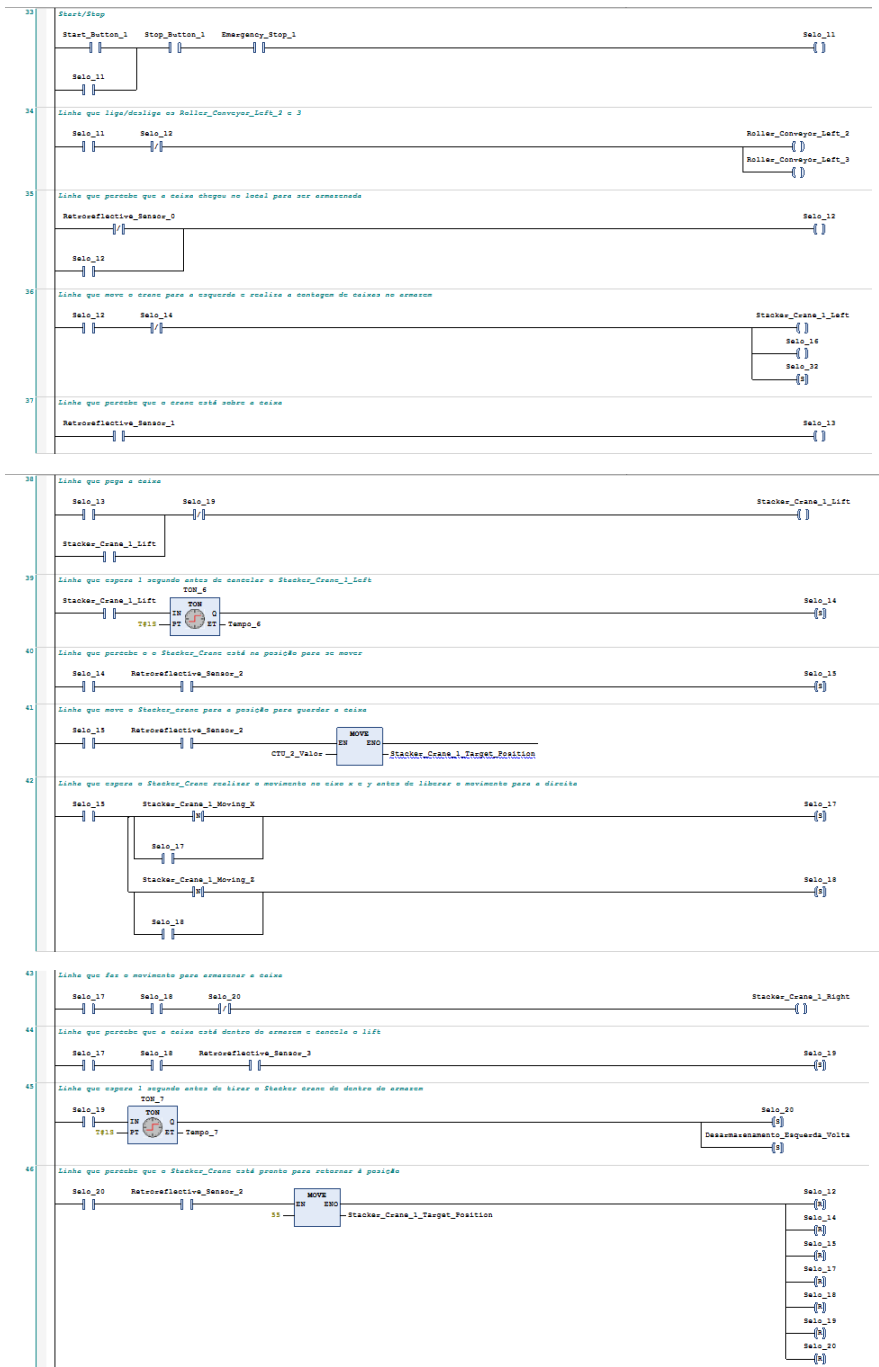 33
Start/Stop
Start_Button_1 Stop_Button_1 Emergency_Stop_1 Selo_11
Selo_11
34
Linha que liga/desliga os Roller_Conveyor_Left_2 e 3
Selo_11 Selo_12 Roller_Conveyor_Left_2
Roller_Conveyor_Left_3
35
Linha que percebe que a caixa chegou no local para ser armazenada
Retroreflective_Sensor_0 Selo_12
Selo_12
36
Linha que move o crane para a esquerda e realiza a contagem de caixas no armazem
Selo_12 Selo_14 Stacker_Crane_1_Left
Selo_16
Selo_32
S
37
Linha que percebe que o crane está sobre a caixa
Retroreflective_Sensor_1 Selo_13
38
Linha que pega a caixa
Selo_13 Selo_19 Stacker_Crane_1_Lift
Stacker_Crane_1_Lift
39
Linha que espera 1 segundo antes de cancelar o Stacker_Crane_1_Left
TON_6
Stacker_Crane_1_Lift TON Selo_14
IN Q S
T#1S PT ET Tempo_6
40
Linha que percebe e o Stacker_Crane está na posição para se mover
Selo_14 Retroreflective_Sensor_2 Selo_15
S
41
Linha que move o Stacker_crane para a posição para guardar a caixa
Selo_15 Retroreflective_Sensor_2 MOVE
EN ENO
CTU_2_Valor Stacker_Crane_1_Target_Position
42
Linha que espera o Stacker_Crane realizar o movimento no eixo x e y antes de liberar o movimento para a direita
Selo_15 Stacker_Crane_1_Moving_X Selo_17
N S
Selo_17
Stacker_Crane_1_Moving_Z Selo_18
N S
Selo_18
43
Linha que faz o movimento para armazenar a caixa
Selo_17 Selo_18 Selo_20 Stacker_Crane_1_Right
44
Linha que percebe que a caixa está dentro do armazem e cancela o lift
Selo_17 Selo_18 Retroreflective_Sensor_3 Selo_19
S
45
Linha que espera 1 segundo antes de tirar o Stacker crane de dentro do armazem
TON_7
Selo_19 TON Selo_20
IN Q S
T#1S PT ET Tempo_7 Desarmazenamento_Esquerda_Volta
S
46
Linha que percebe que o Stacker_Crane está pronto para retornar á posição
Selo_20 Retroreflective_Sensor_2 MOVE Selo_12
EN ENO R
55 Stacker_Crane_1_Target_Position Selo_14
R
Selo_15
R
Selo_17
R
Selo_18
R
Selo_19
R
Selo_20
R